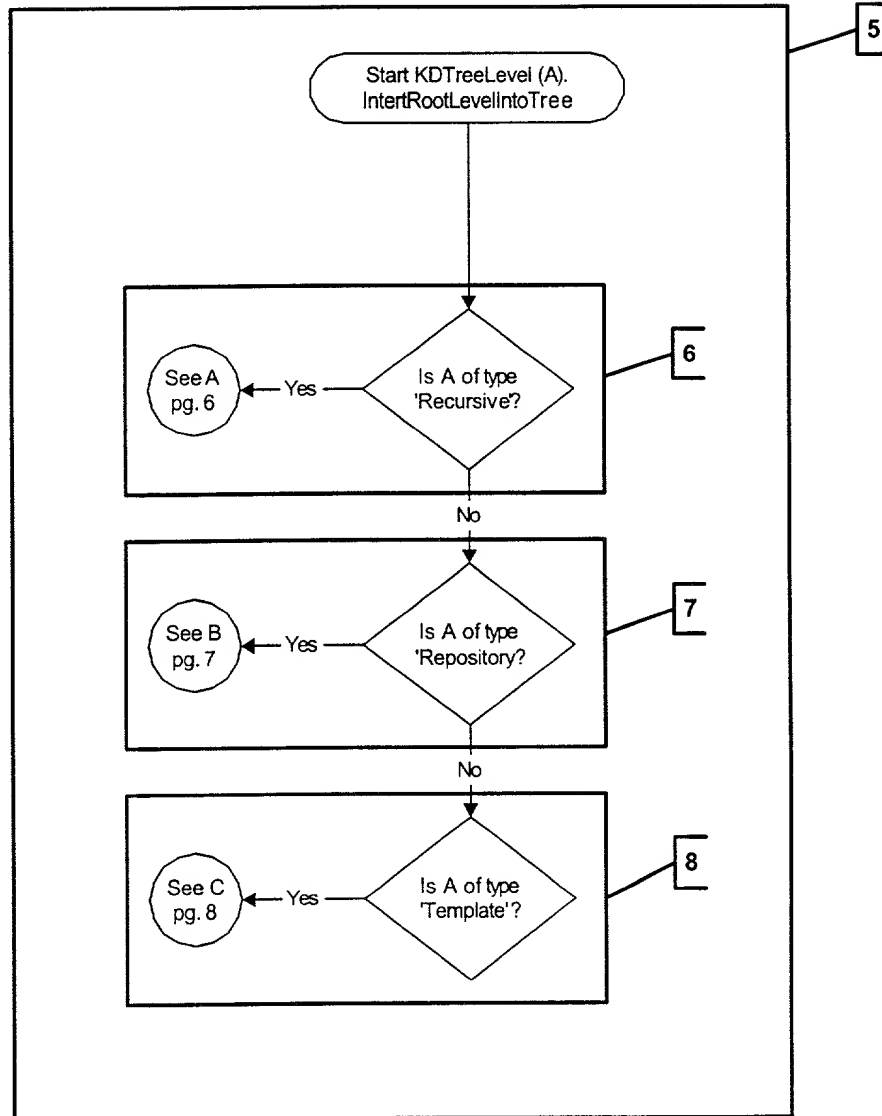 5
Start KDTreeLevel (A).
IntertRootLevelintoTree
6
See A
pg. 6
Yes
Is A of type
'Recursive'?
No
7
See B
pg. 7
Yes
Is A of type
'Repository?
No
8
See C
pg. 8
Yes
Is A of type
'Template'?